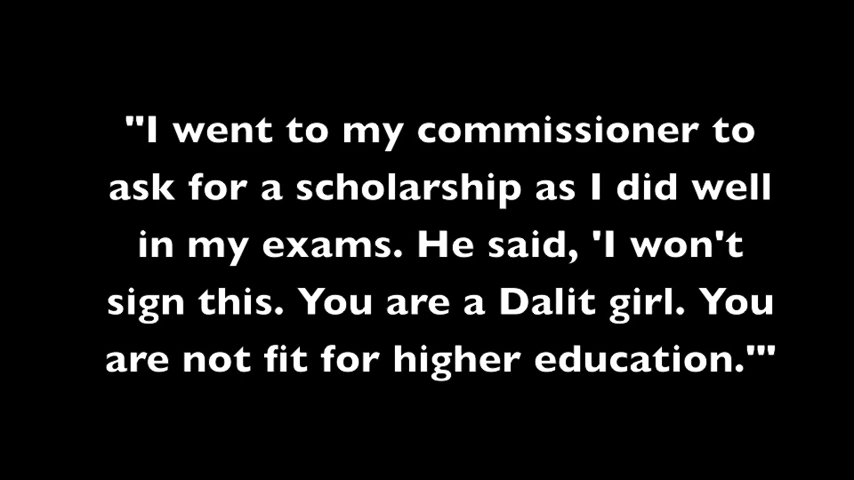 "I went to my commissioner to
ask for a scholarship as I did well
in my exams. He said, 'I won't
sign this. You are a Dalit girl. You
are not fit for higher education.'"